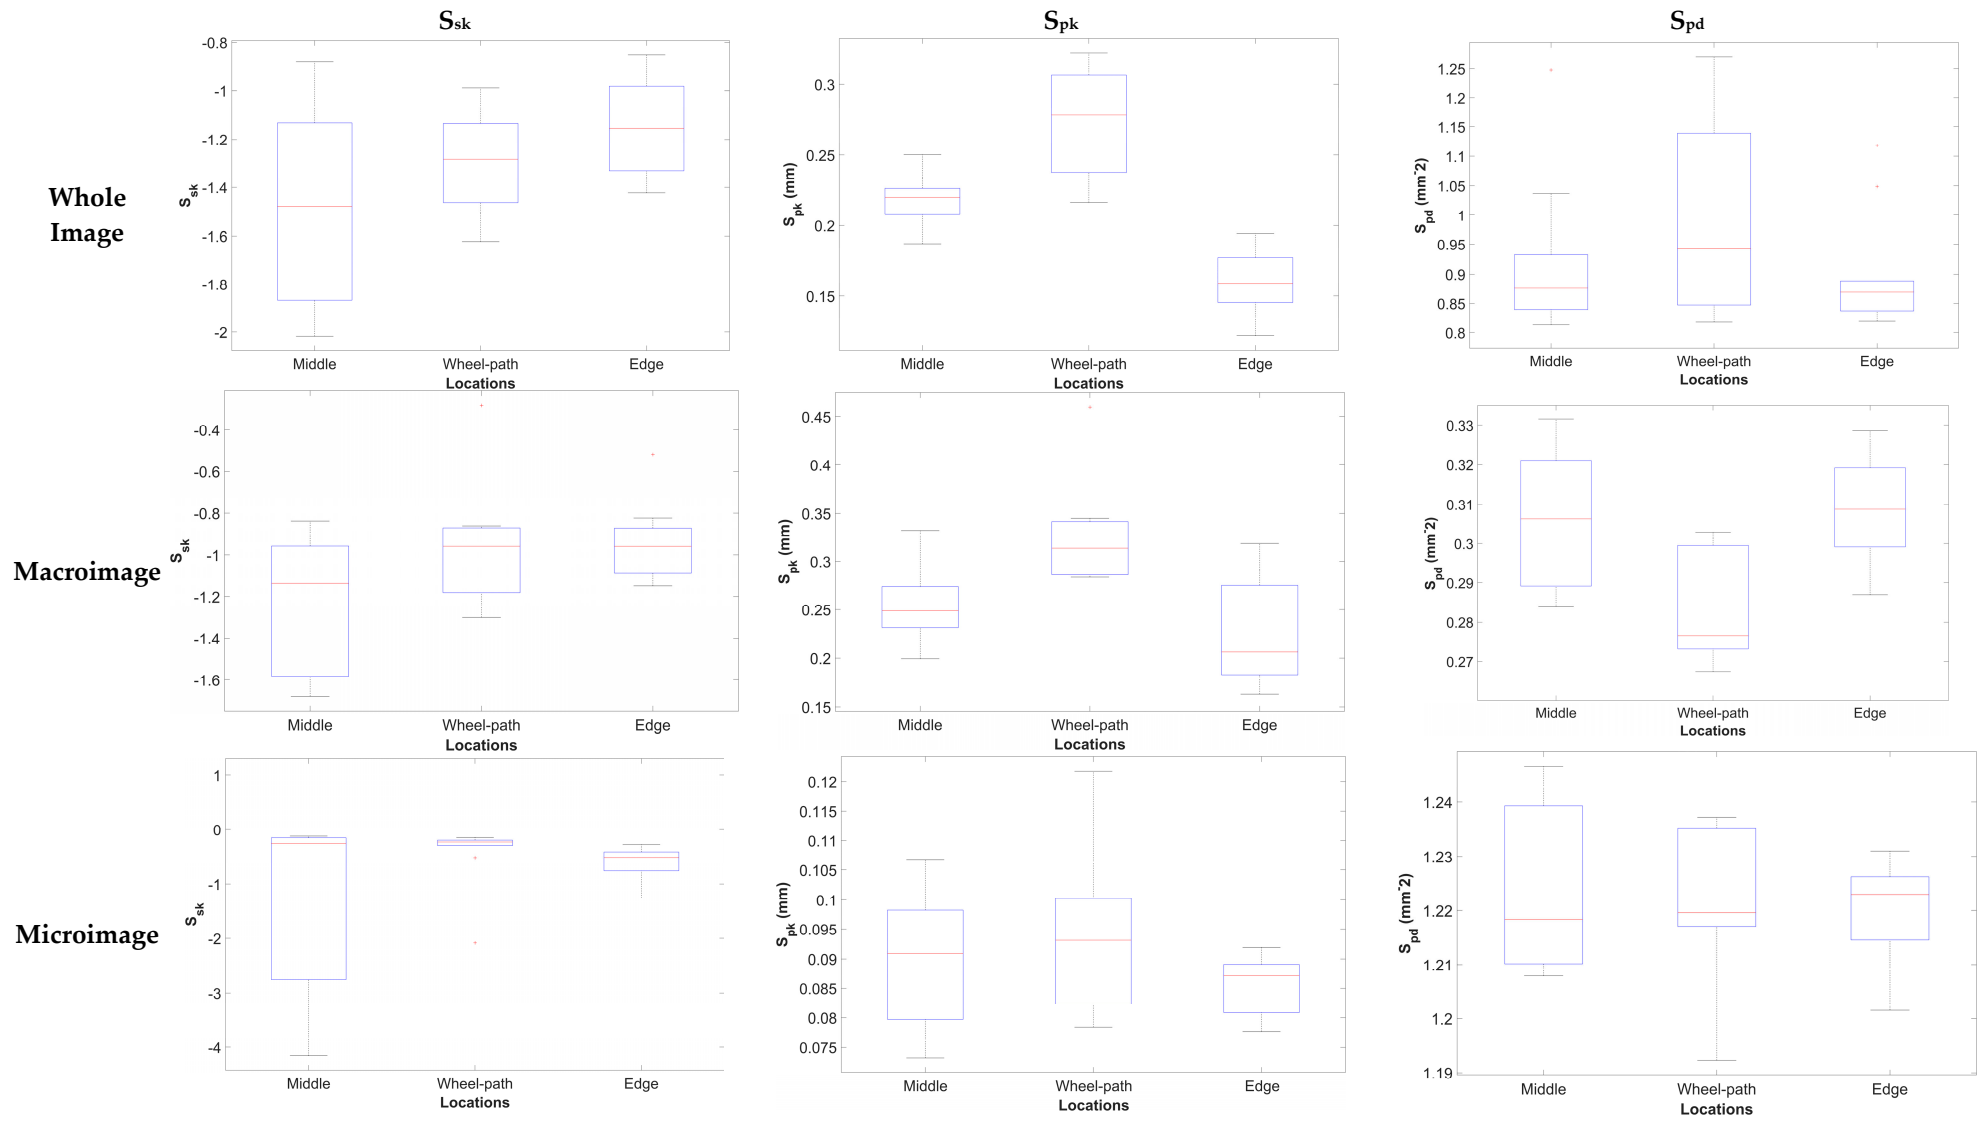 Ssk
Spk
Spd
Whole
Image
-0.8
-1
-1.2
-1.4
-1.6
-1.8
-2
Ssk
Middle Wheel-path Edge
Locations
0.3
0.25
0.2
0.15
Spk (mm)
Middle Wheel-path Edge
Locations
1.25
1.2
1.15
1.1
1.05
1
0.95
0.9
0.85
0.8
Spd (mm-2)
Middle Wheel-path Edge
Locations
Macroimage
-0.4
-0.6
-0.8
-1
-1.2
-1.4
-1.6
Ssk
Middle Wheel-path Edge
Locations
0.45
0.4
0.35
0.3
0.25
0.2
0.15
Spk (mm)
Middle Wheel-path Edge
Locations
0.33
0.32
0.31
0.3
0.29
0.28
0.27
Spd (mm-2)
Middle Wheel-path Edge
Locations
Microimage
1
0
-1
-2
-3
-4
Ssk
Middle Wheel-path Edge
Locations
0.12
0.115
0.11
0.105
0.1
0.095
0.09
0.085
0.08
0.075
Spk (mm)
Middle Wheel-path Edge
Locations
1.24
1.23
1.22
1.21
1.2
1.19
Spd (mm-2)
Middle Wheel-path Edge
Locations